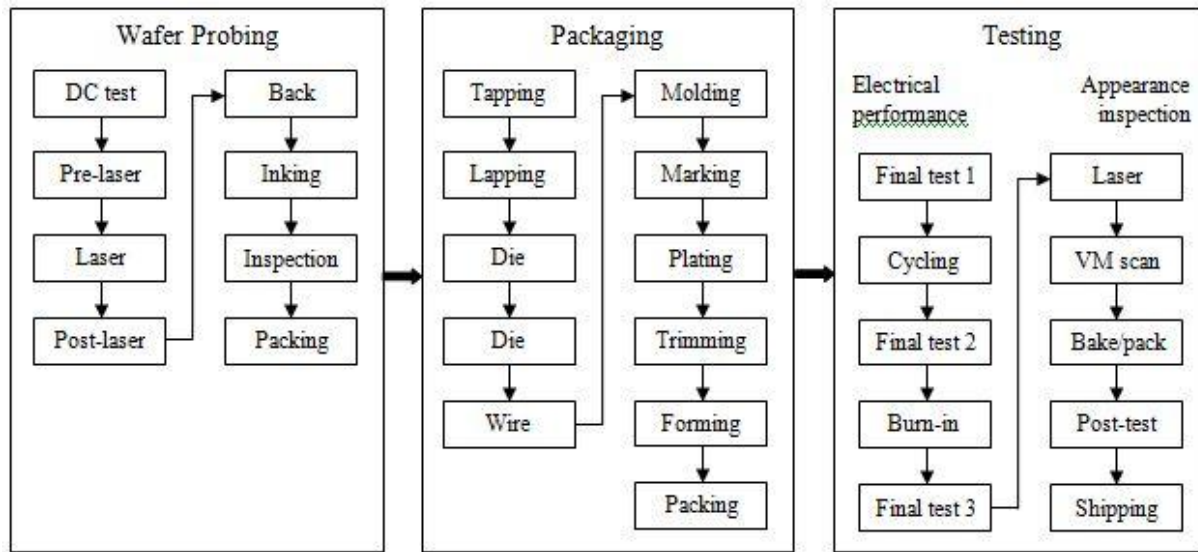 Wafer Probing
DC test
Pre-laser
Laser
Post-laser
Back
Inking
Inspection
Packing
Packaging
Tapping
Lapping
Die
Die
Wire
Molding
Marking
Plating
Trimming
Forming
Packing
Testing
Electrical
performance
Final test 1
Cycling
Final test 2
Burn-in
Final test 3
Appearance
inspection
Laser
VM scan
Bake/pack
Post-test
Shipping